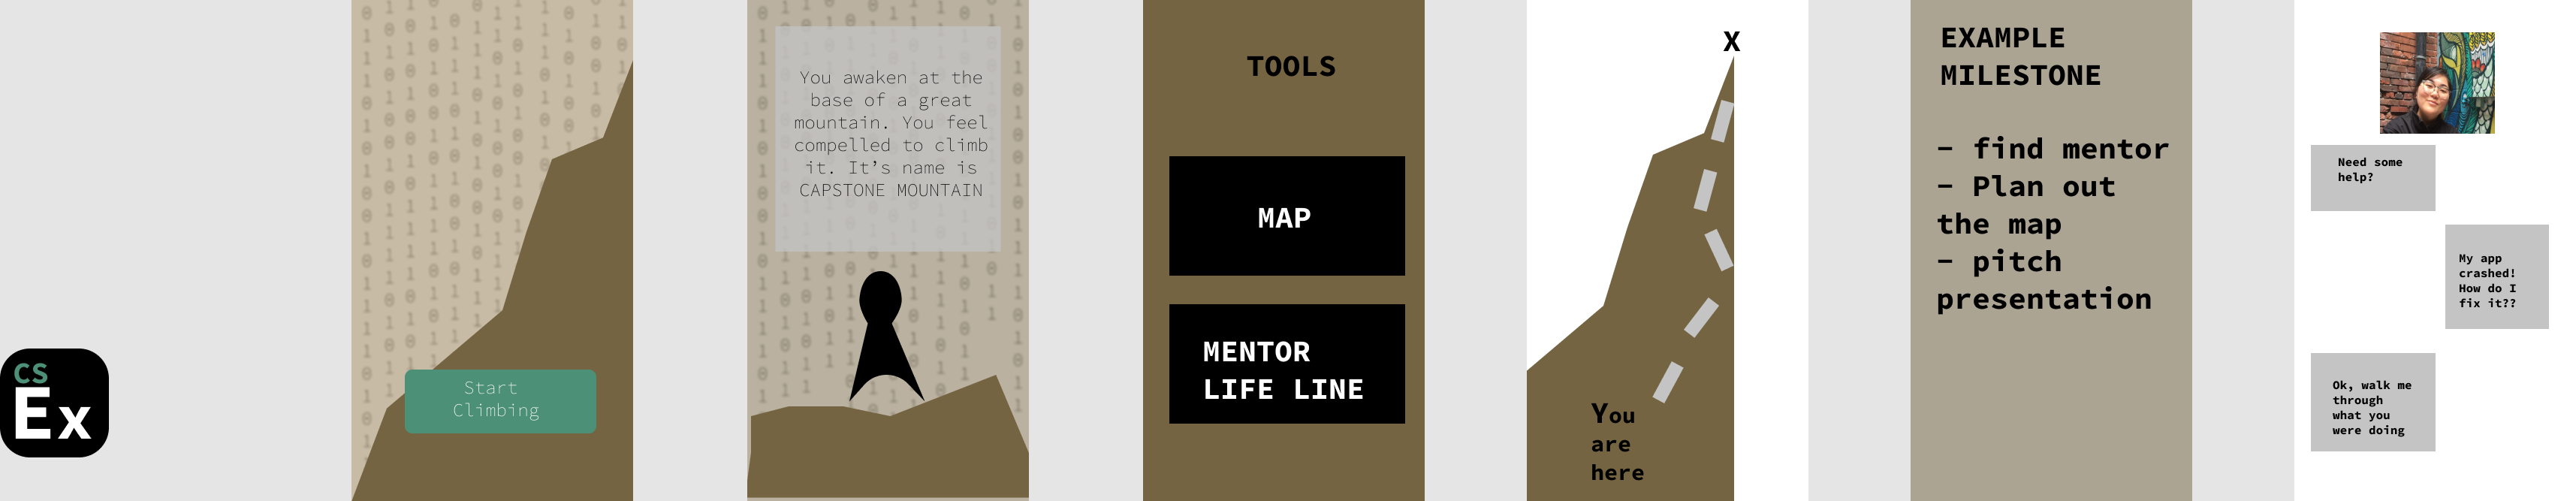 CS
Ex
Start
Climbing
You awaken at the
base of a great
mountain. You feel
compelled to climb
it. It’s name is
CAPSTONE MOUNTAIN
TOOLS
MAP
MENTOR
LIFE LINE
X
You
are
here
EXAMPLE
MILESTONE
- find mentor
- Plan out
the map
- pitch
presentation
Need some
help?
My app
crashed!
How do I
fix it??
Ok, walk me
through
what you
were doing